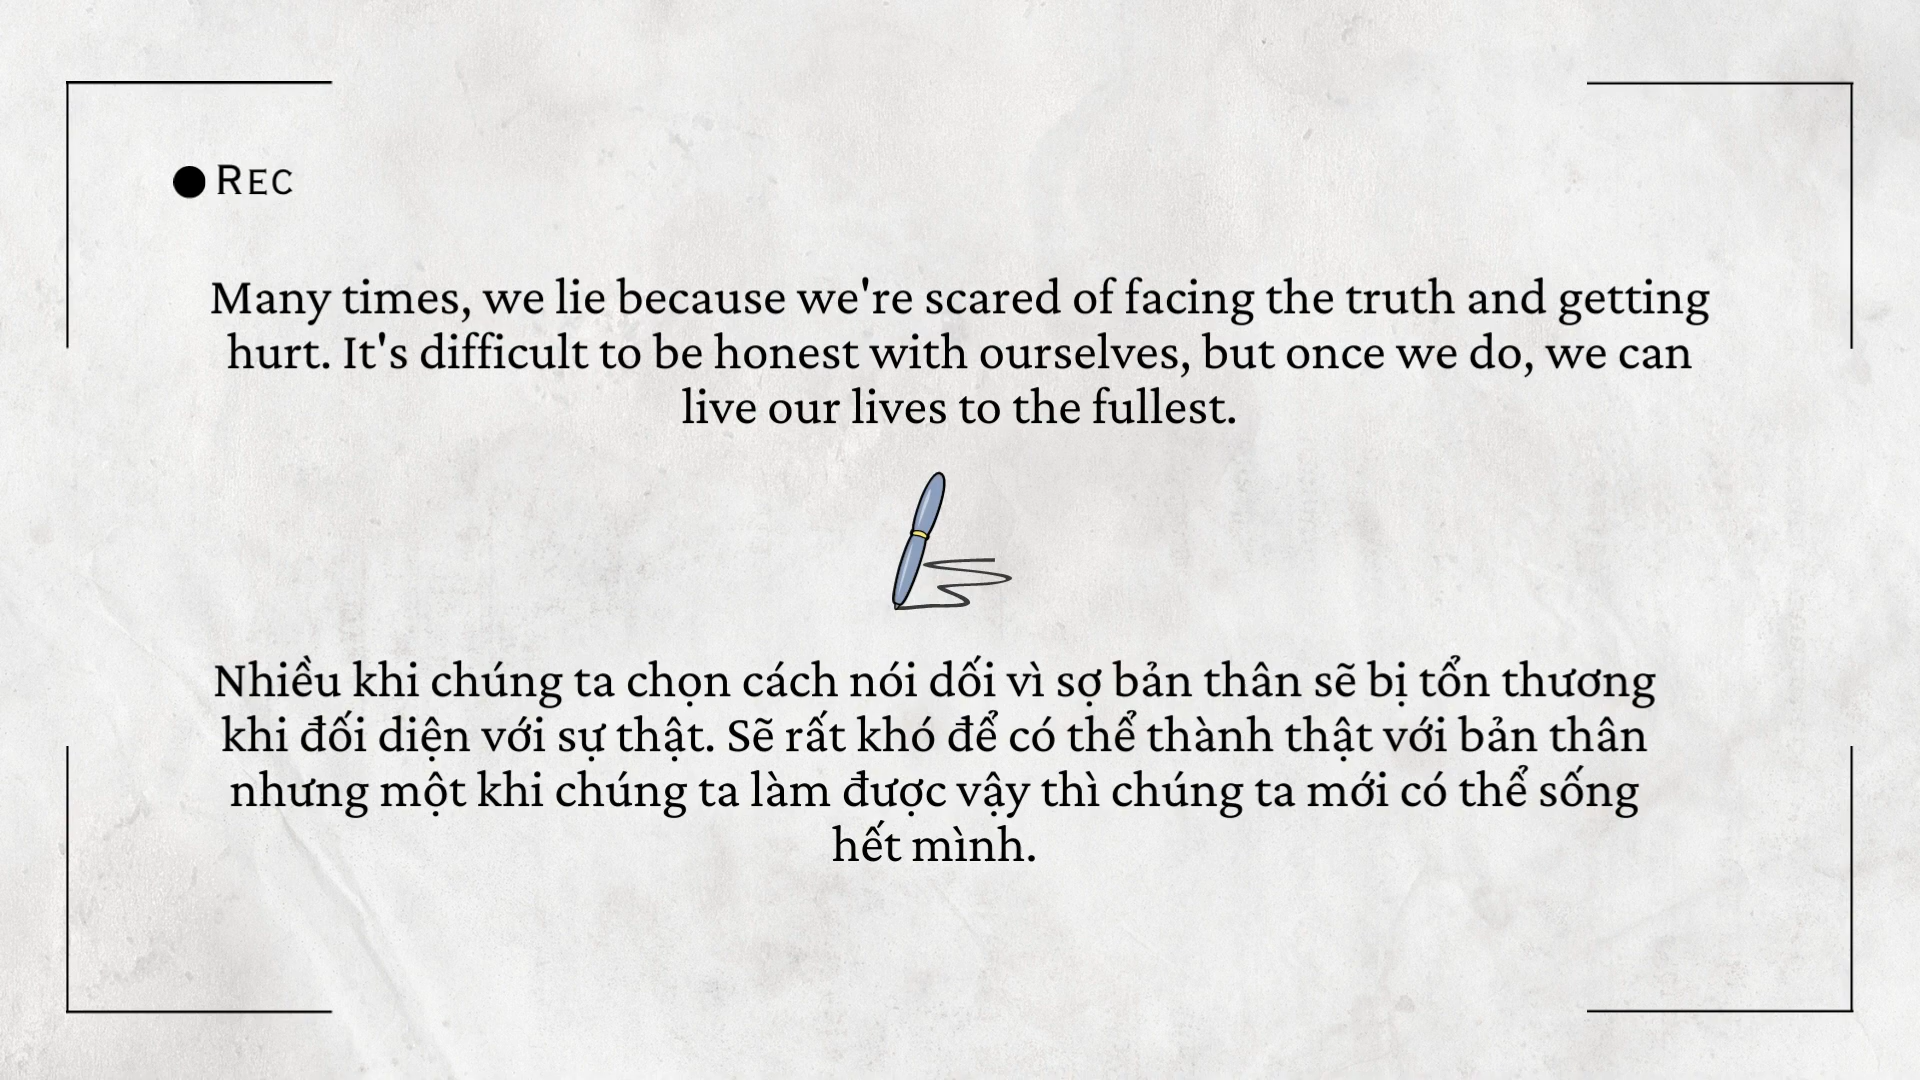 REC
Many times, we lie because we're scared of facing the truth and getting
hurt. It's difficult to be honest with ourselves, but once we do, we can
live our lives to the fullest.
Nhiều khi chúng ta chọn cách nói dối vì sợ bản thân sẽ bị tổn thương
khi đối diện với sự thật. Sẽ rất khó để có thể thành thật với bản thân
nhưng một khi chúng ta làm được vậy thì chúng ta mới có thể sống
hết mình.